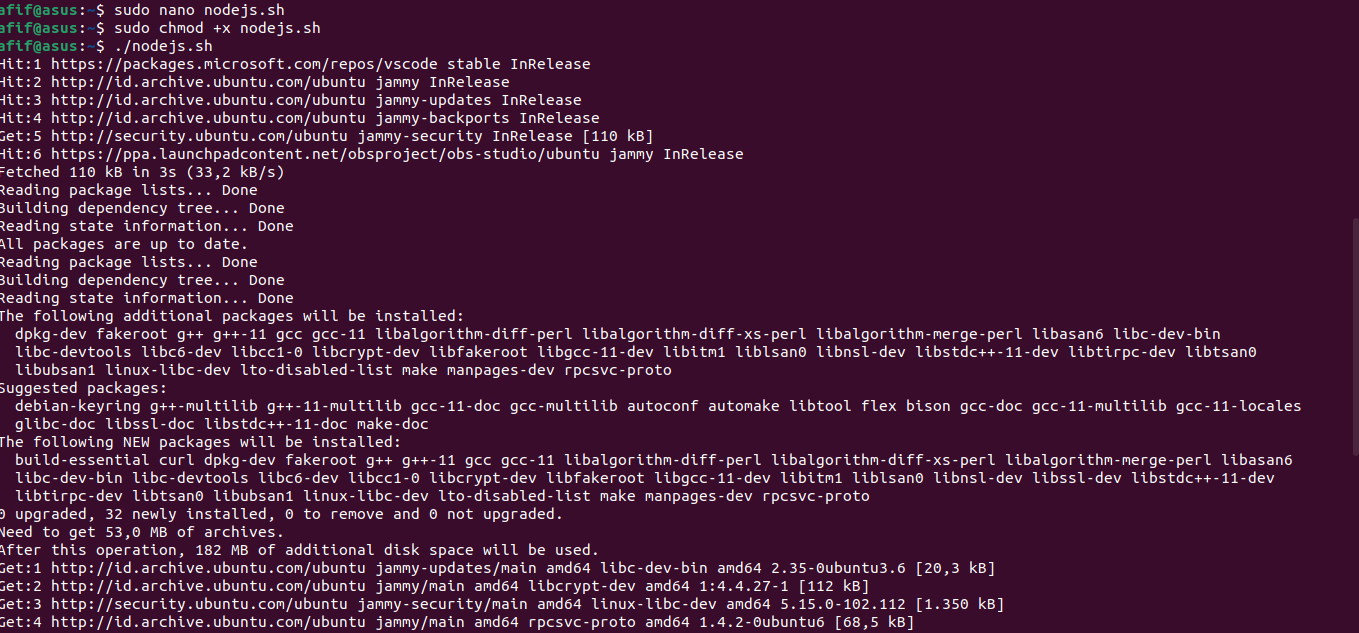 afif@asus:~$ sudo nano nodejs.sh
afif@asus:~$ sudo chmod +x nodejs.sh
afif@asus:~$ ./nodejs.sh
Hit:1 https://packages.microsoft.com/repos/vscode stable InRelease
Hit:2 http://id.archive.ubuntu.com/ubuntu jammy InRelease
Hit:3 http://id.archive.ubuntu.com/ubuntu jammy-updates InRelease
Hit:4 http://id.archive.ubuntu.com/ubuntu jammy-backports InRelease
Get:5 http://security.ubuntu.com/ubuntu jammy-security InRelease [110 kB]
Hit:6 https://ppa.launchpadcontent.net/obsproject/obs-studio/ubuntu jammy InRelease
Fetched 110 kB in 3s (33,2 kB/s)
Reading package lists... Done
Building dependency tree... Done
Reading state information... Done
All packages are up to date.
Reading package lists... Done
Building dependency tree... Done
Reading state information... Done
The following additional packages will be installed:
  dpkg-dev fakeroot g++ g++-11 gcc gcc-11 libalgorithm-diff-perl libalgorithm-diff-xs-perl libalgorithm-merge-perl libasan6 libc-dev-bin
  libc-devtools libc6-dev libcc1-0 libcrypt-dev libfakeroot libgcc-11-dev libitm1 liblsan0 libnsl-dev libstdc++-11-dev libtirpc-dev libtsan0
  libubsan1 linux-libc-dev lto-disabled-list make manpages-dev rpcsvc-proto
Suggested packages:
  debian-keyring g++-multilib g++-11-multilib gcc-11-doc gcc-multilib autoconf automake libtool flex bison gcc-doc gcc-11-multilib gcc-11-locales
  glibc-doc libssl-doc libstdc++-11-doc make-doc
The following NEW packages will be installed:
  build-essential curl dpkg-dev fakeroot g++ g++-11 gcc gcc-11 libalgorithm-diff-perl libalgorithm-diff-xs-perl libalgorithm-merge-perl libasan6
  libc-dev-bin libc-devtools libc6-dev libcc1-0 libcrypt-dev libfakeroot libgcc-11-dev libitm1 liblsan0 libnsl-dev libssl-dev libstdc++-11-dev
  libtirpc-dev libtsan0 libubsan1 linux-libc-dev lto-disabled-list make manpages-dev rpcsvc-proto
0 upgraded, 32 newly installed, 0 to remove and 0 not upgraded.
Need to get 53,0 MB of archives.
After this operation, 182 MB of additional disk space will be used.
Get:1 http://id.archive.ubuntu.com/ubuntu jammy-updates/main amd64 libc-dev-bin amd64 2.35-0ubuntu3.6 [20,3 kB]
Get:2 http://id.archive.ubuntu.com/ubuntu jammy/main amd64 libcrypt-dev amd64 1:4.4.27-1 [112 kB]
Get:3 http://security.ubuntu.com/ubuntu jammy-security/main amd64 linux-libc-dev amd64 5.15.0-102.112 [1.350 kB]
Get:4 http://id.archive.ubuntu.com/ubuntu jammy/main amd64 rpcsvc-proto amd64 1.4.2-0ubuntu6 [68,5 kB]